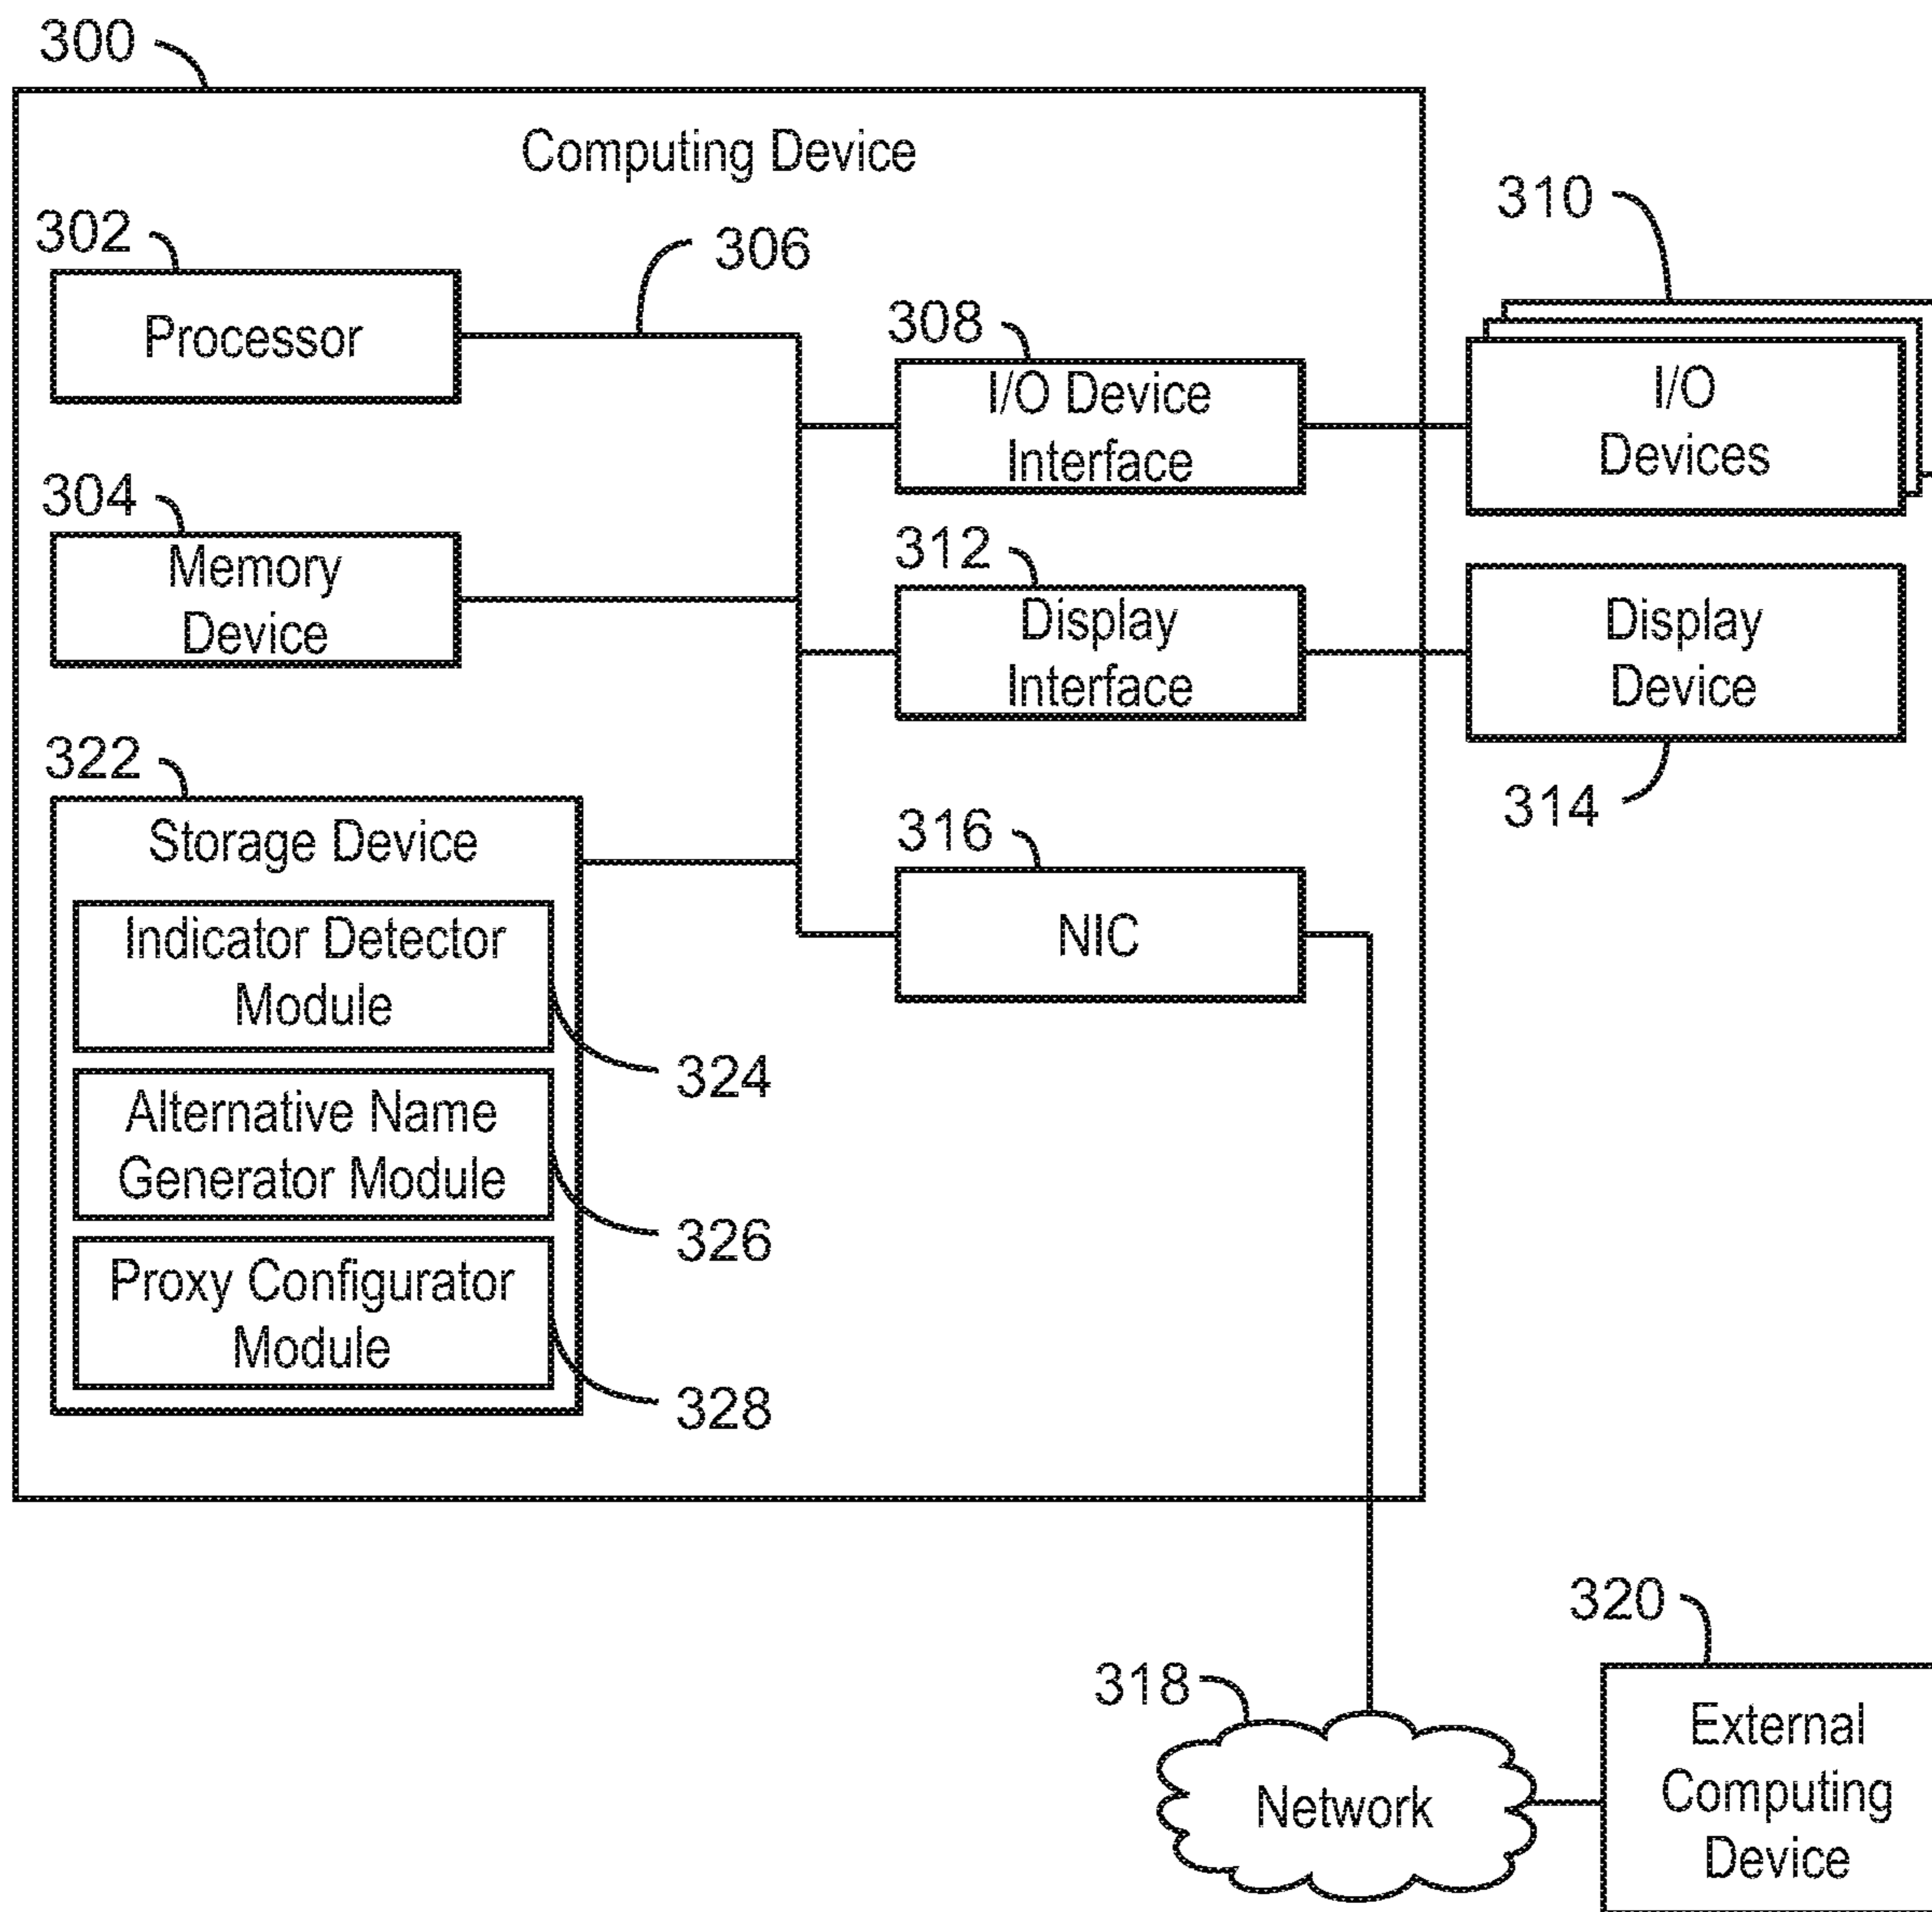 300
Computing Device
310
302
306
Processor
308
I/O Device
Interface
I/O
Devices
304
Memory
Device
312
Display
Interface
Display
Device
314
322
Storage Device
316
NIC
Indicator Detector
Module
324
Alternative Name
Generator Module
326
Proxy Configurator
Module
328
320
318
Network
External
Computing
Device